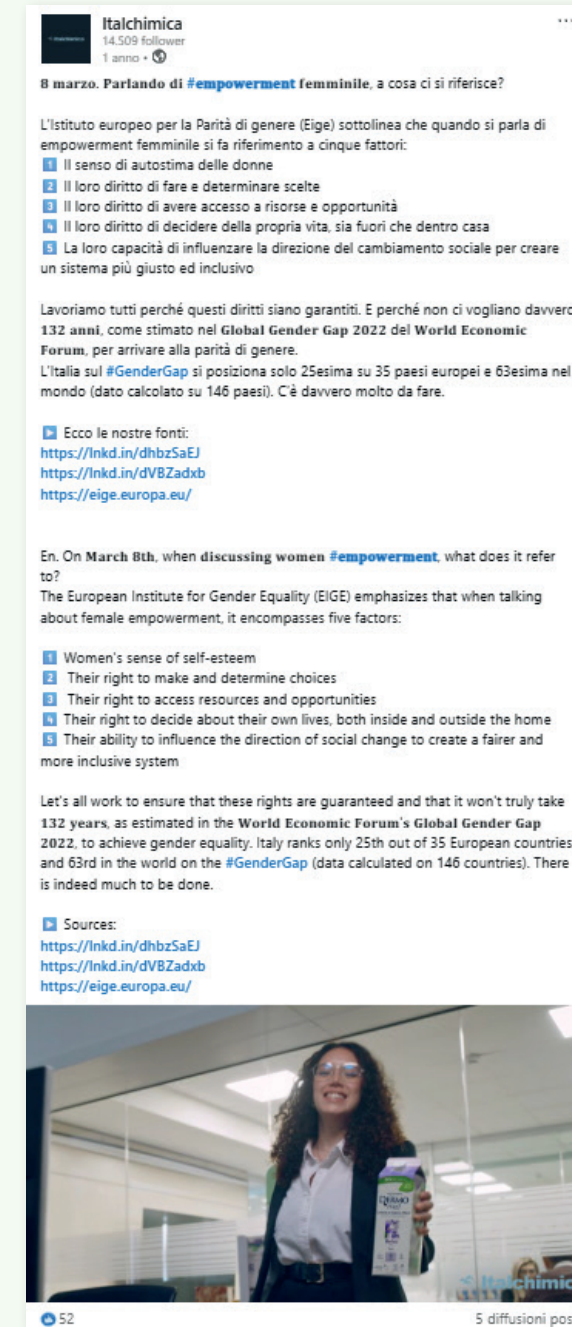 Italchimica
14.509 follower
1 anno •
8 marzo. Parlando di #empowerment femminile, a cosa ci si riferisce?
L'Istituto europeo per la Parità di genere (Eige) sottolinea che quando si parla di
empowerment femminile si fa riferimento a cinque fattori:
1 Il senso di autostima delle donne
2 Il loro diritto di fare e determinare scelte
3 Il loro diritto di avere accesso a risorse e opportunità
4 Il loro diritto di decidere della propria vita, sia fuori che dentro casa
5 La loro capacità di influenzare la direzione del cambiamento sociale per creare
un sistema più giusto ed inclusivo
Lavoriamo tutti perché questi diritti siano garantiti. E perché non ci vogliano davvero
132 anni, come stimato nel Global Gender Gap 2022 del World Economic
Forum, per arrivare alla parità di genere.
L'Italia sul #GenderGap si posiziona solo 25esima su 35 paesi europei e 63esima nel
mondo (dato calcolato su 146 paesi). C'è davvero molto da fare.
Ecco le nostre fonti:
https://lnkd.in/dhbzSaEJ
https://lnkd.in/dVBZadxb
https://eige.europa.eu/
En. On March 8th, when discussing women #empowerment, what does it refer
to?
The European Institute for Gender Equality (EIGE) emphasizes that when talking
about female empowerment, it encompasses five factors:
1 Women's sense of self-esteem
2 Their right to make and determine choices
3 Their right to access resources and opportunities
4 Their right to decide about their own lives, both inside and outside the home
5 Their ability to influence the direction of social change to create a fairer and
more inclusive system
Let's all work to ensure that these rights are guaranteed and that it won't truly take
132 years, as estimated in the World Economic Forum's Global Gender Gap
2022, to achieve gender equality. Italy ranks only 25th out of 35 European countries
and 63rd in the world on the #GenderGap (data calculated on 146 countries). There
is indeed much to be done.
Sources:
https://lnkd.in/dhbzSaEJ
https://lnkd.in/dVBZadxb
https://eige.europa.eu/
DERMO
Italchimic
52
5 diffusioni pos